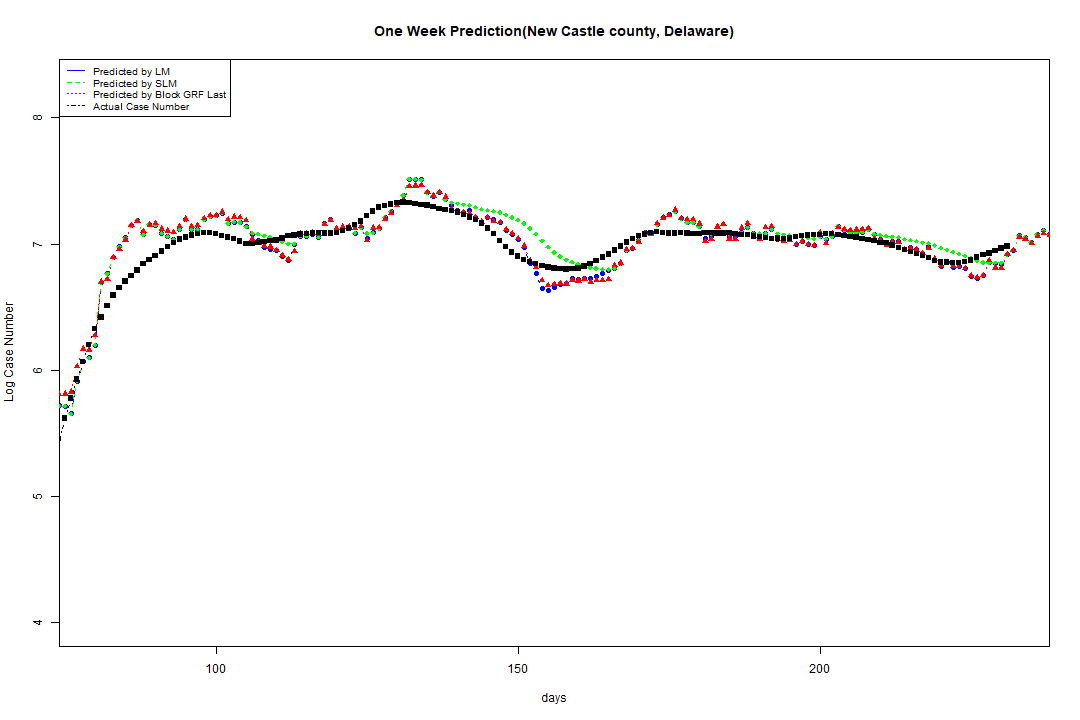 One Week Prediction(New Castle county, Delaware)
Predicted by LM
Predicted by SLM
Predicted by Block GRF Last
Actual Case Number
8
7
6
5
4
Log Case Number
100 150 200
days